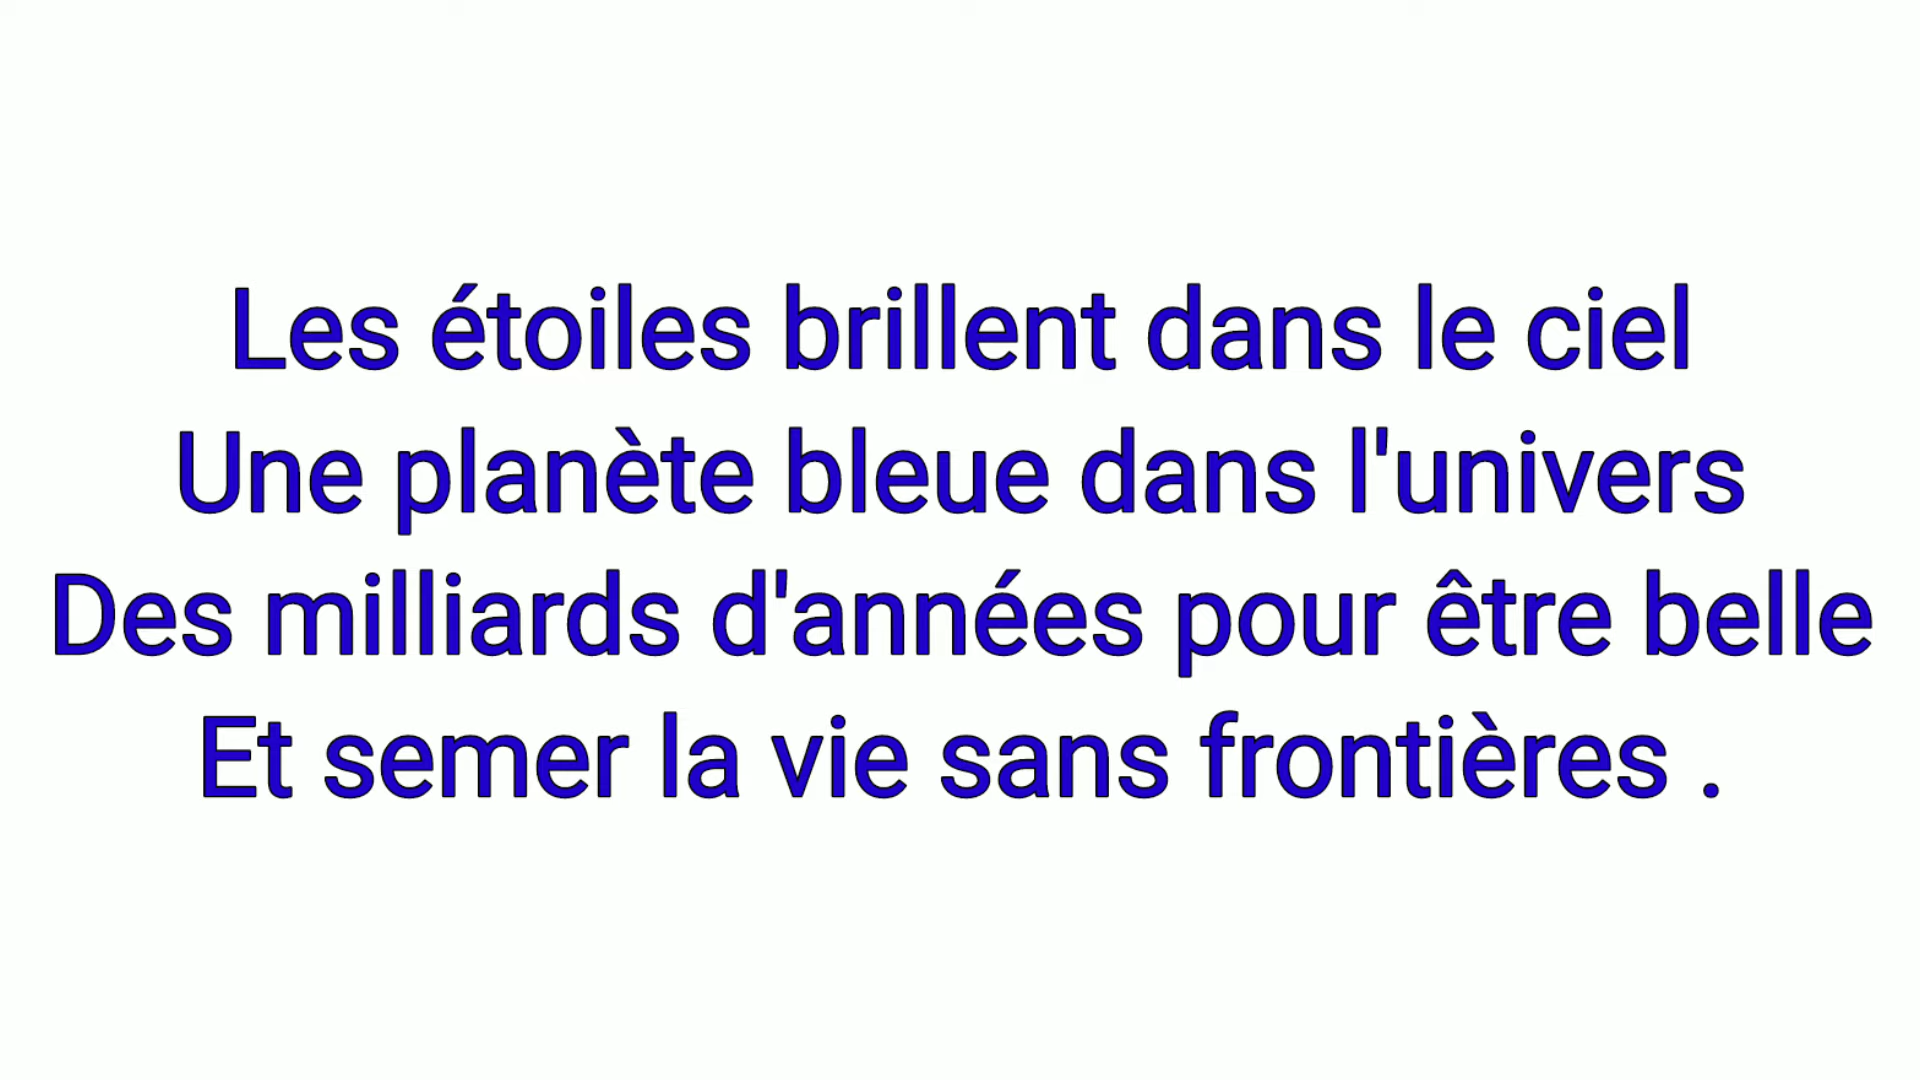 Les étoiles brillent dans le ciel
Une planète bleue dans l'univers
Des milliards d'années pour être belle
Et semer la vie sans frontières .